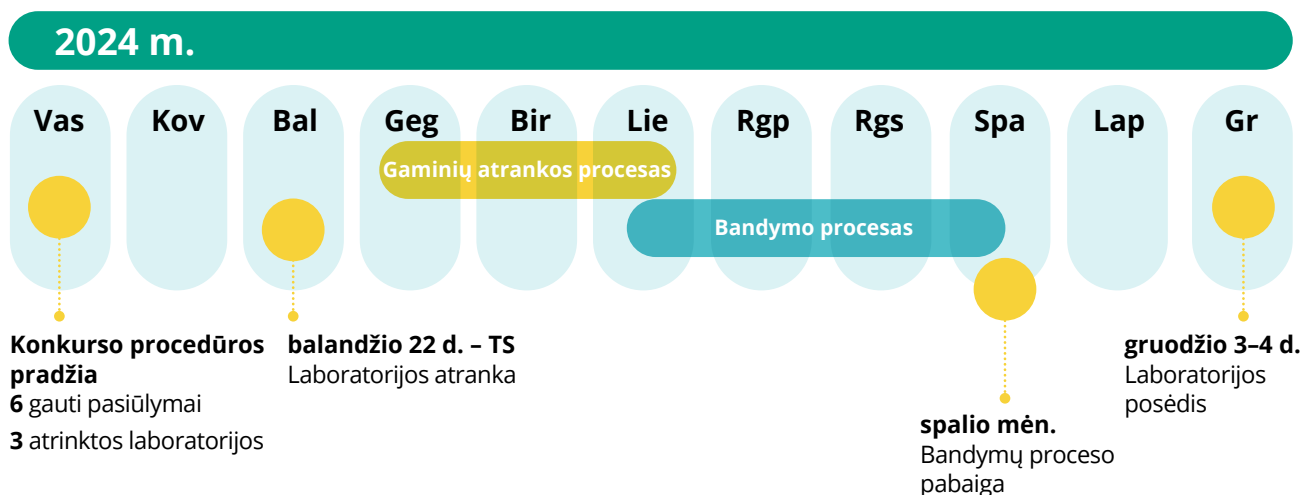 2024 m.
Vas Kov Bal Geg Bir Lie Rgp Rgs Spa Lap Gr
Gaminių atrankos procesas
Bandymo procesas
Konkurso procedūros
pradžia
6 gauti pasiūlymai
3 atrinktos laboratorijos
balandžio 22 d. – TS
Laboratorijos atranka
spalio mėn.
Bandymų proceso
pabaiga
gruodžio 3–4 d.
Laboratorijos
posėdis